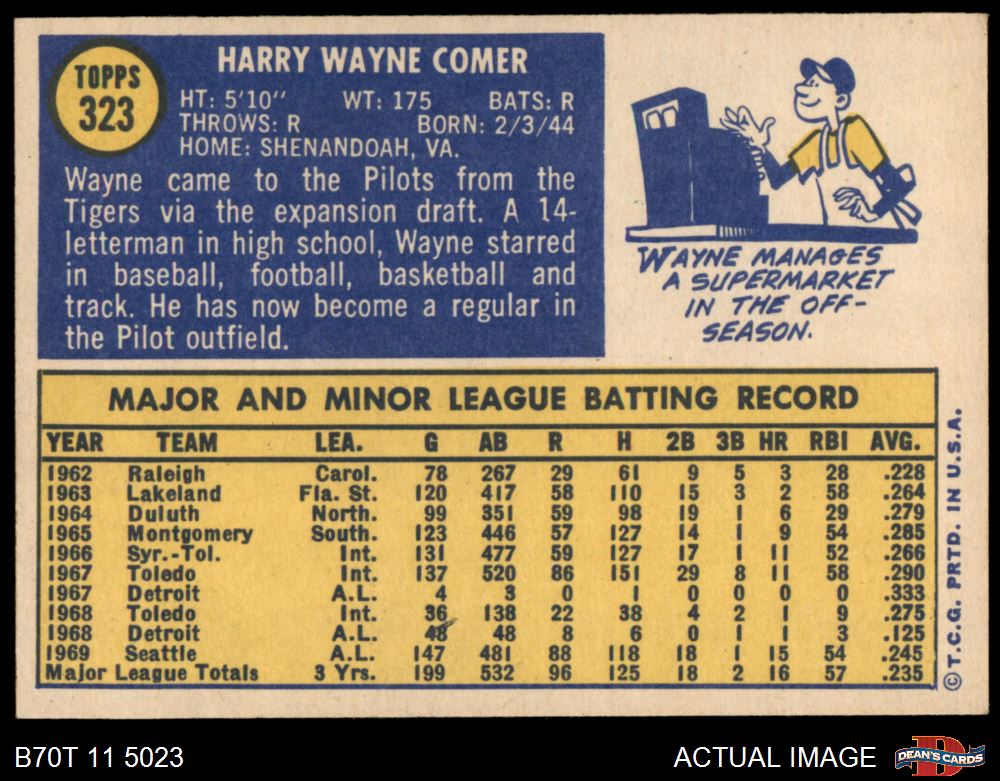 TOPPS
323
HARRY WAYNE COMER
HT: 5'10" WT: 175 BATS: R
THROWS: R BORN: 2/3/44
HOME: SHENANDOAH, VA.
Wayne came to the Pilots from the
Tigers via the expansion draft. A 14-
letterman in high school, Wayne starred
in baseball, football, basketball and
track. He has now become a regular in
the Pilot outfield.
WAYNE MANAGES
A SUPERMARKET
IN THE OFF-
SEASON.
MAJOR AND MINOR LEAGUE BATTING RECORD
YEAR TEAM LEA. G AB R H 2B 3B HR RBI AVG.
1962 Raleigh Carol. 78 267 29 61 9 5 3 28 .228
1963 Lakeland Fla. St. 120 417 58 110 15 3 2 58 .264
1964 Duluth North. 99 351 59 98 19 1 6 29 .279
1965 Montgomery South. 123 446 57 127 14 1 9 54 .285
1966 Syr.-Tol. Int. 131 477 59 127 17 1 11 52 .266
1967 Toledo Int. 137 520 86 151 29 8 11 58 .290
1967 Detroit A.L. 4 3 0 1 0 0 0 0 .333
1968 Toledo Int. 36 138 22 38 4 2 1 9 .275
1968 Detroit A.L. 48 48 8 6 0 1 1 3 .125
1969 Seattle A.L. 147 481 88 118 18 1 15 54 .245
Major League Totals 3 Yrs. 199 532 96 125 18 2 16 57 .235
©T.C.G. PRTD. IN U.S.A.
B70T 11 5023
ACTUAL IMAGE
D
DEAN'S CARDS